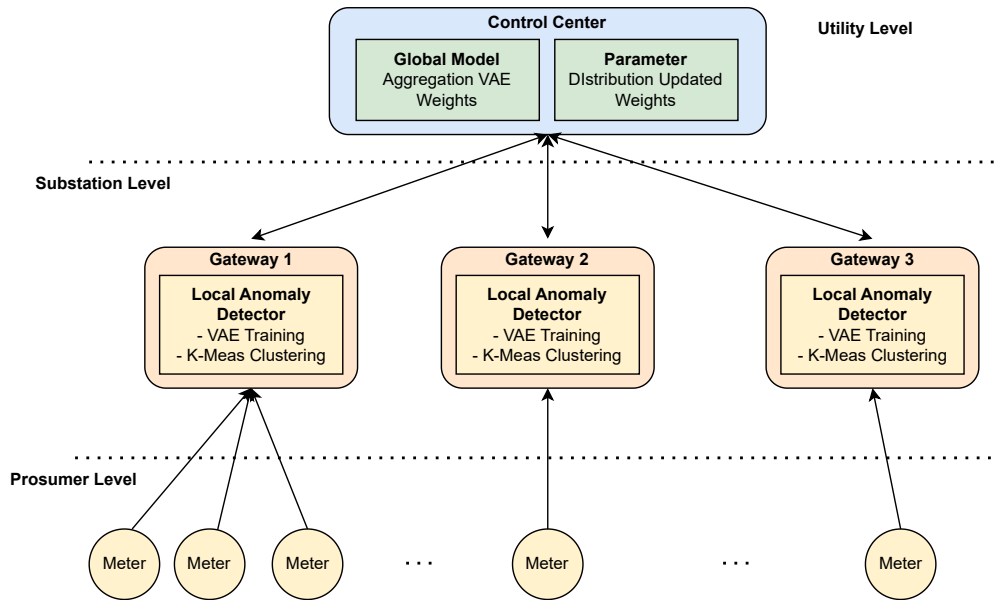 Control Center
Utility Level
Global Model
Aggregation VAE
Weights
Parameter
DIstribution Updated
Weights
Substation Level
Gateway 1
Local Anomaly
Detector
- VAE Training
- K-Meas Clustering
Gateway 2
Local Anomaly
Detector
- VAE Training
- K-Meas Clustering
Gateway 3
Local Anomaly
Detector
- VAE Training
- K-Meas Clustering
Prosumer Level
Meter
Meter
Meter
...
Meter
...
Meter